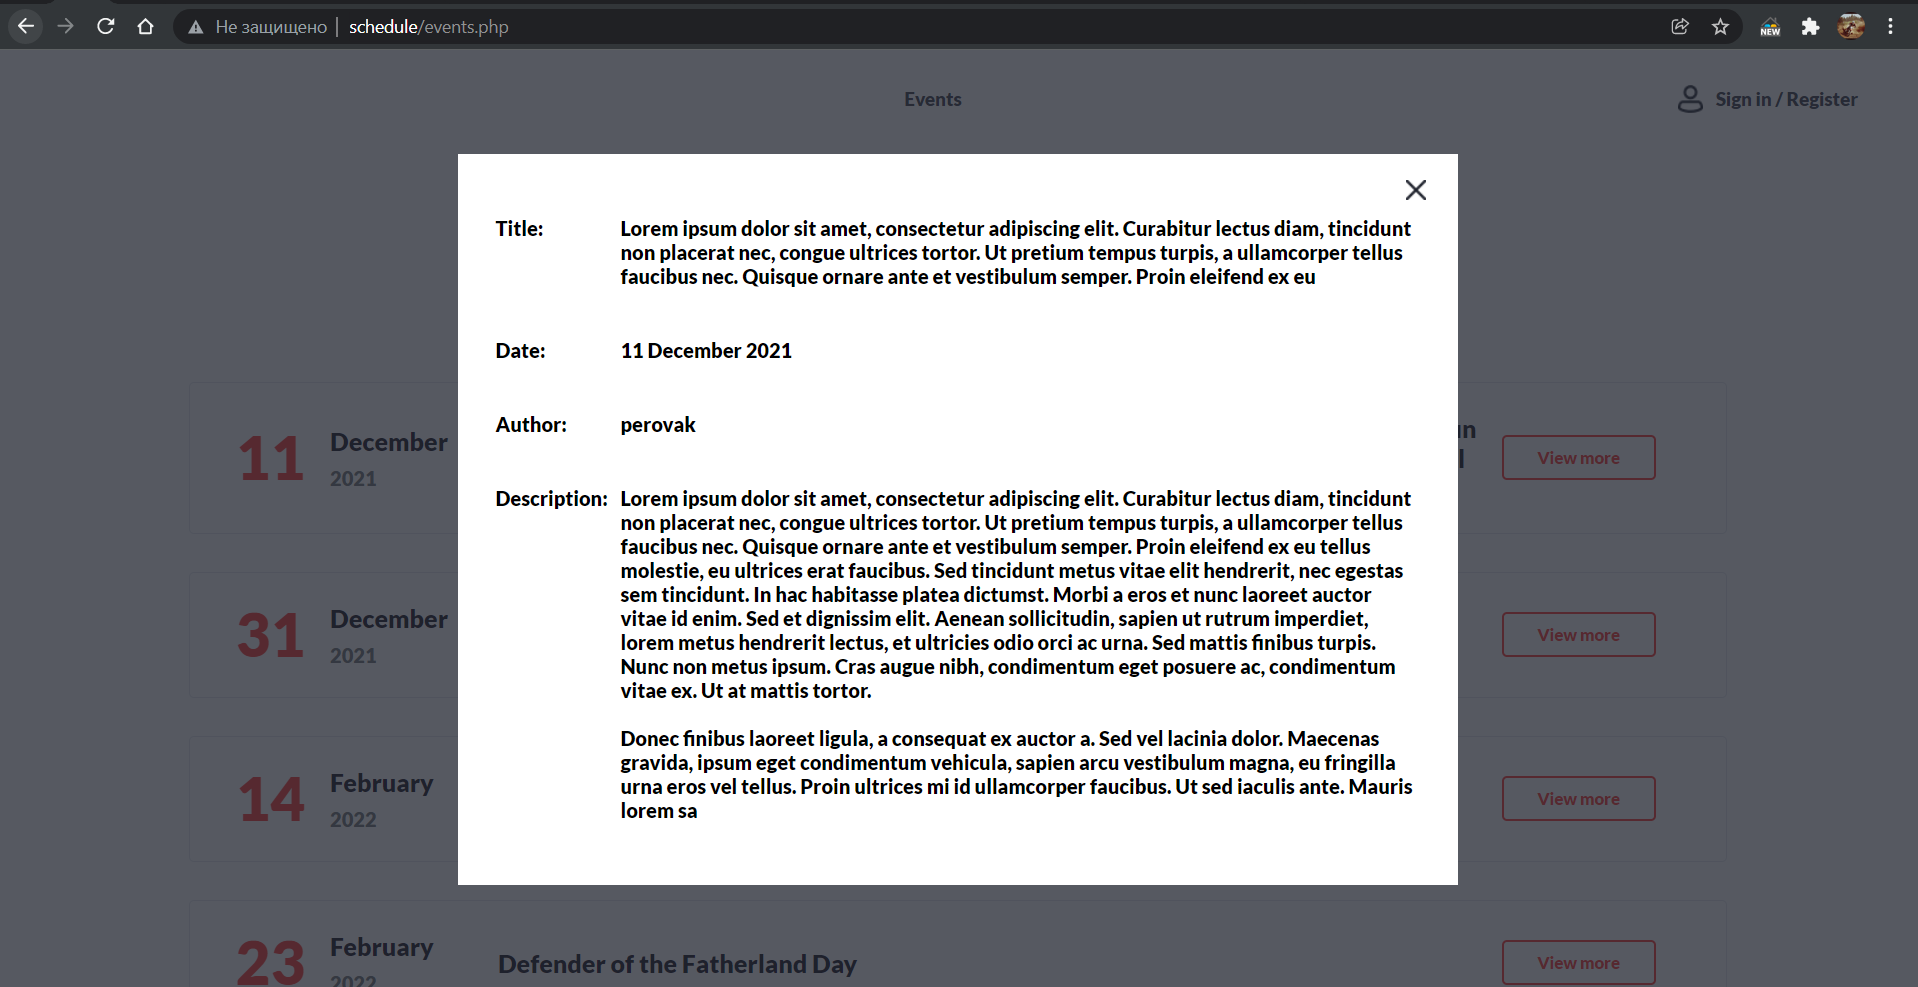 Не защищено | schedule/events.php
NEW
Events
Sign in / Register
Title:
Lorem ipsum dolor sit amet, consectetur adipiscing elit. Curabitur lectus diam, tincidunt
non placerat nec, congue ultrices tortor. Ut pretium tempus turpis, a ullamcorper tellus
faucibus nec. Quisque ornare ante et vestibulum semper. Proin eleifend ex eu
Date:
11 December 2021
Author:
perovak
Description:
Lorem ipsum dolor sit amet, consectetur adipiscing elit. Curabitur lectus diam, tincidunt
non placerat nec, congue ultrices tortor. Ut pretium tempus turpis, a ullamcorper tellus
faucibus nec. Quisque ornare ante et vestibulum semper. Proin eleifend ex eu tellus
molestie, eu ultrices erat faucibus. Sed tincidunt metus vitae elit hendrerit, nec egestas
sem tincidunt. In hac habitasse platea dictumst. Morbi a eros et nunc laoreet auctor
vitae id enim. Sed et dignissim elit. Aenean sollicitudin, sapien ut rutrum imperdiet,
lorem metus hendrerit lectus, et ultricies odio orci ac urna. Sed mattis finibus turpis.
Nunc non metus ipsum. Cras augue nibh, condimentum eget posuere ac, condimentum
vitae ex. Ut at mattis tortor.
Donec finibus laoreet ligula, a consequat ex auctor a. Sed vel lacinia dolor. Maecenas
gravida, ipsum eget condimentum vehicula, sapien arcu vestibulum magna, eu fringilla
urna eros vel tellus. Proin ultrices mi id ullamcorper faucibus. Ut sed iaculis ante. Mauris
lorem sa
11
December
2021
View more
31
December
2021
View more
14
February
2022
View more
23
February
2022
Defender of the Fatherland Day
View more